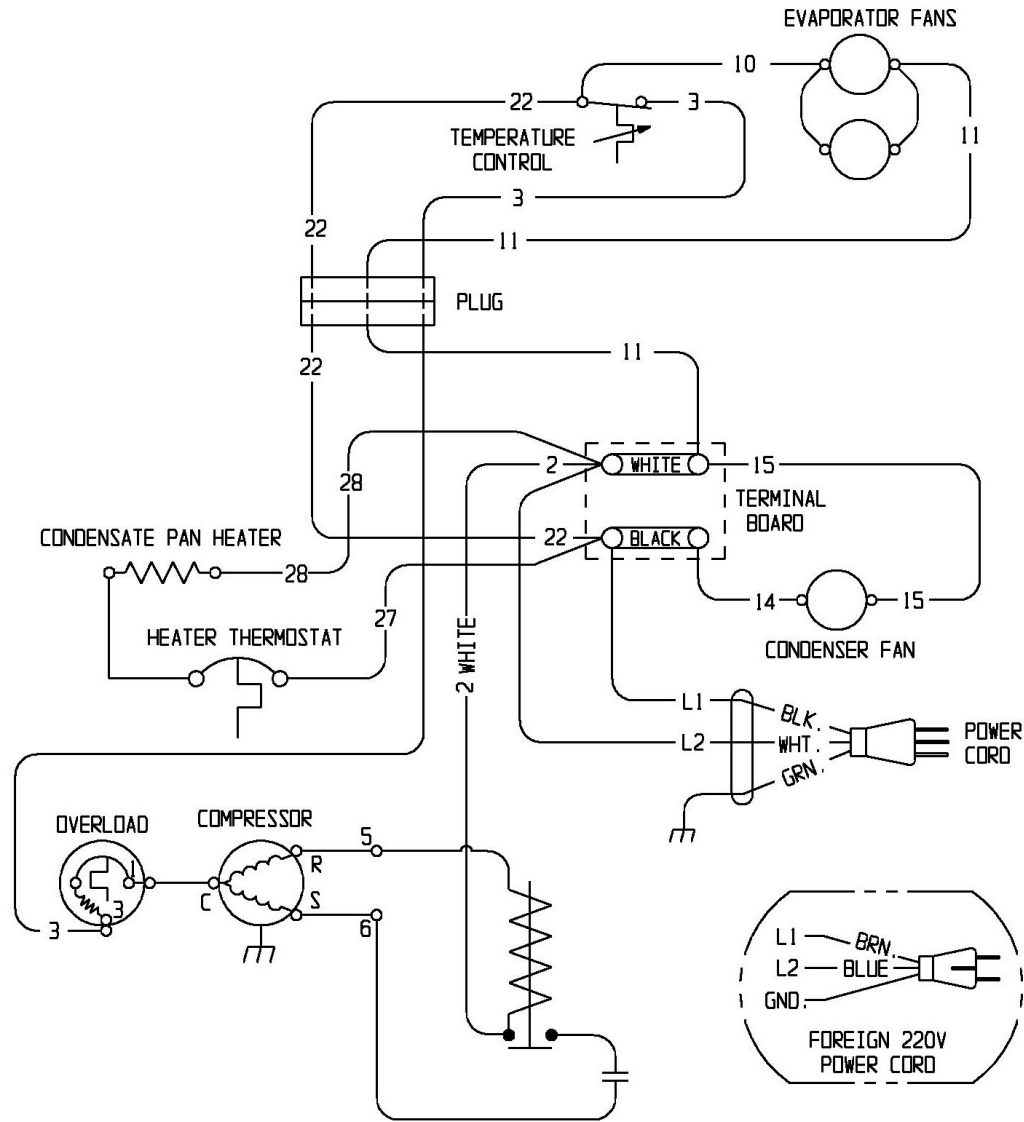 EVAPORATOR FANS
10
22
3
TEMPERATURE
CONTROL
11
3
22
11
PLUG
22
11
2
WHITE
15
28
TERMINAL
BOARD
CONDENSATE PAN HEATER
22
BLACK
28
14
15
27
HEATER THERMOSTAT
CONDENSER FAN
2 WHITE
L1
BLK.
POWER
CORD
L2
WHT.
GRN.
OVERLOAD
COMPRESSOR
5
1
R
3
C
S
3
6
L1
BRN.
L2
BLUE
GND.
FOREIGN 220V
POWER CORD